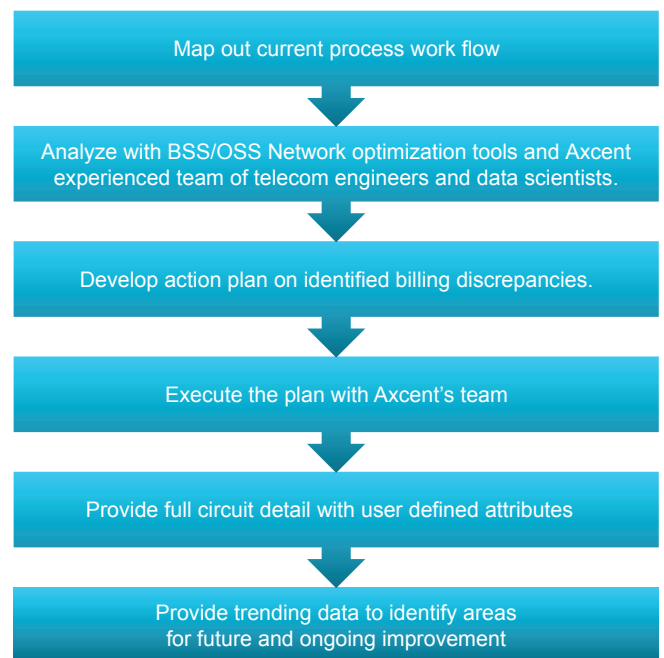 Map out current process work flow
Analyze with BSS/OSS Network optimization tools and Axcent
experienced team of telecom engineers and data scientists.
Develop action plan on identified billing discrepancies.
Execute the plan with Axcent’s team
Provide full circuit detail with user defined attributes
Provide trending data to identify areas
for future and ongoing improvement